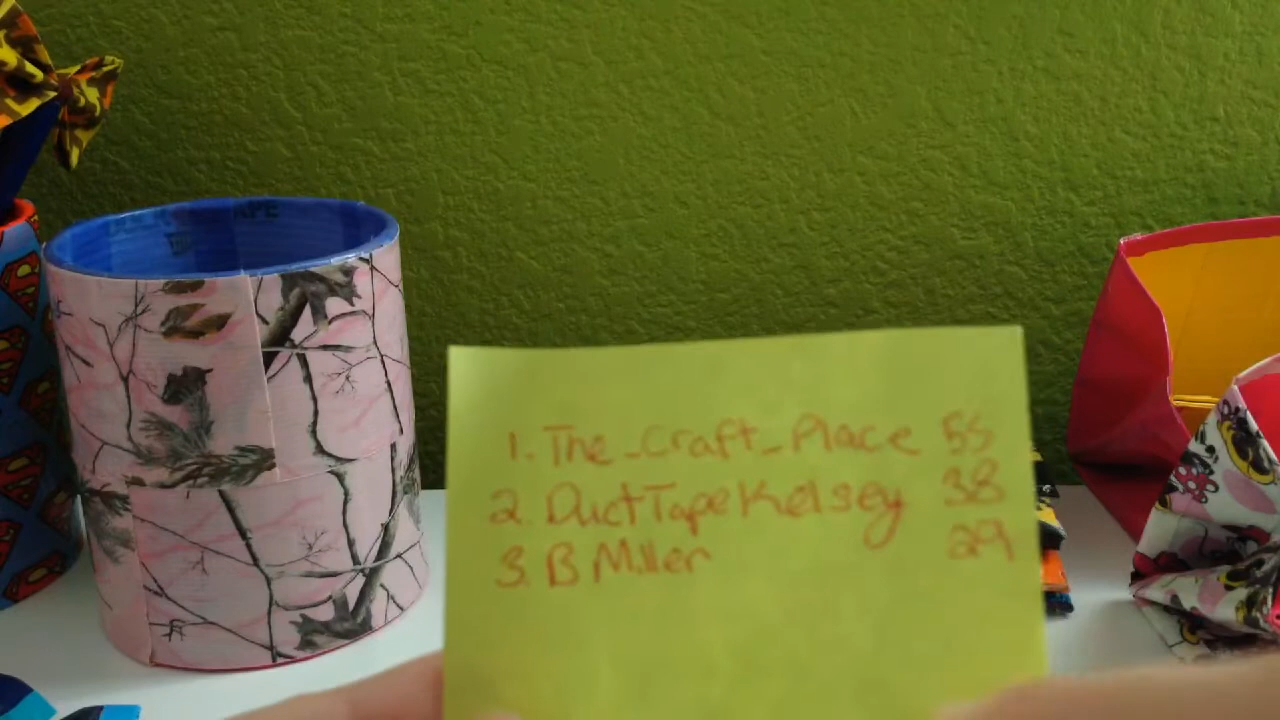 1. The_Craft_Place 55
2. DuctTapeKelsey 38
3. B Miller 29